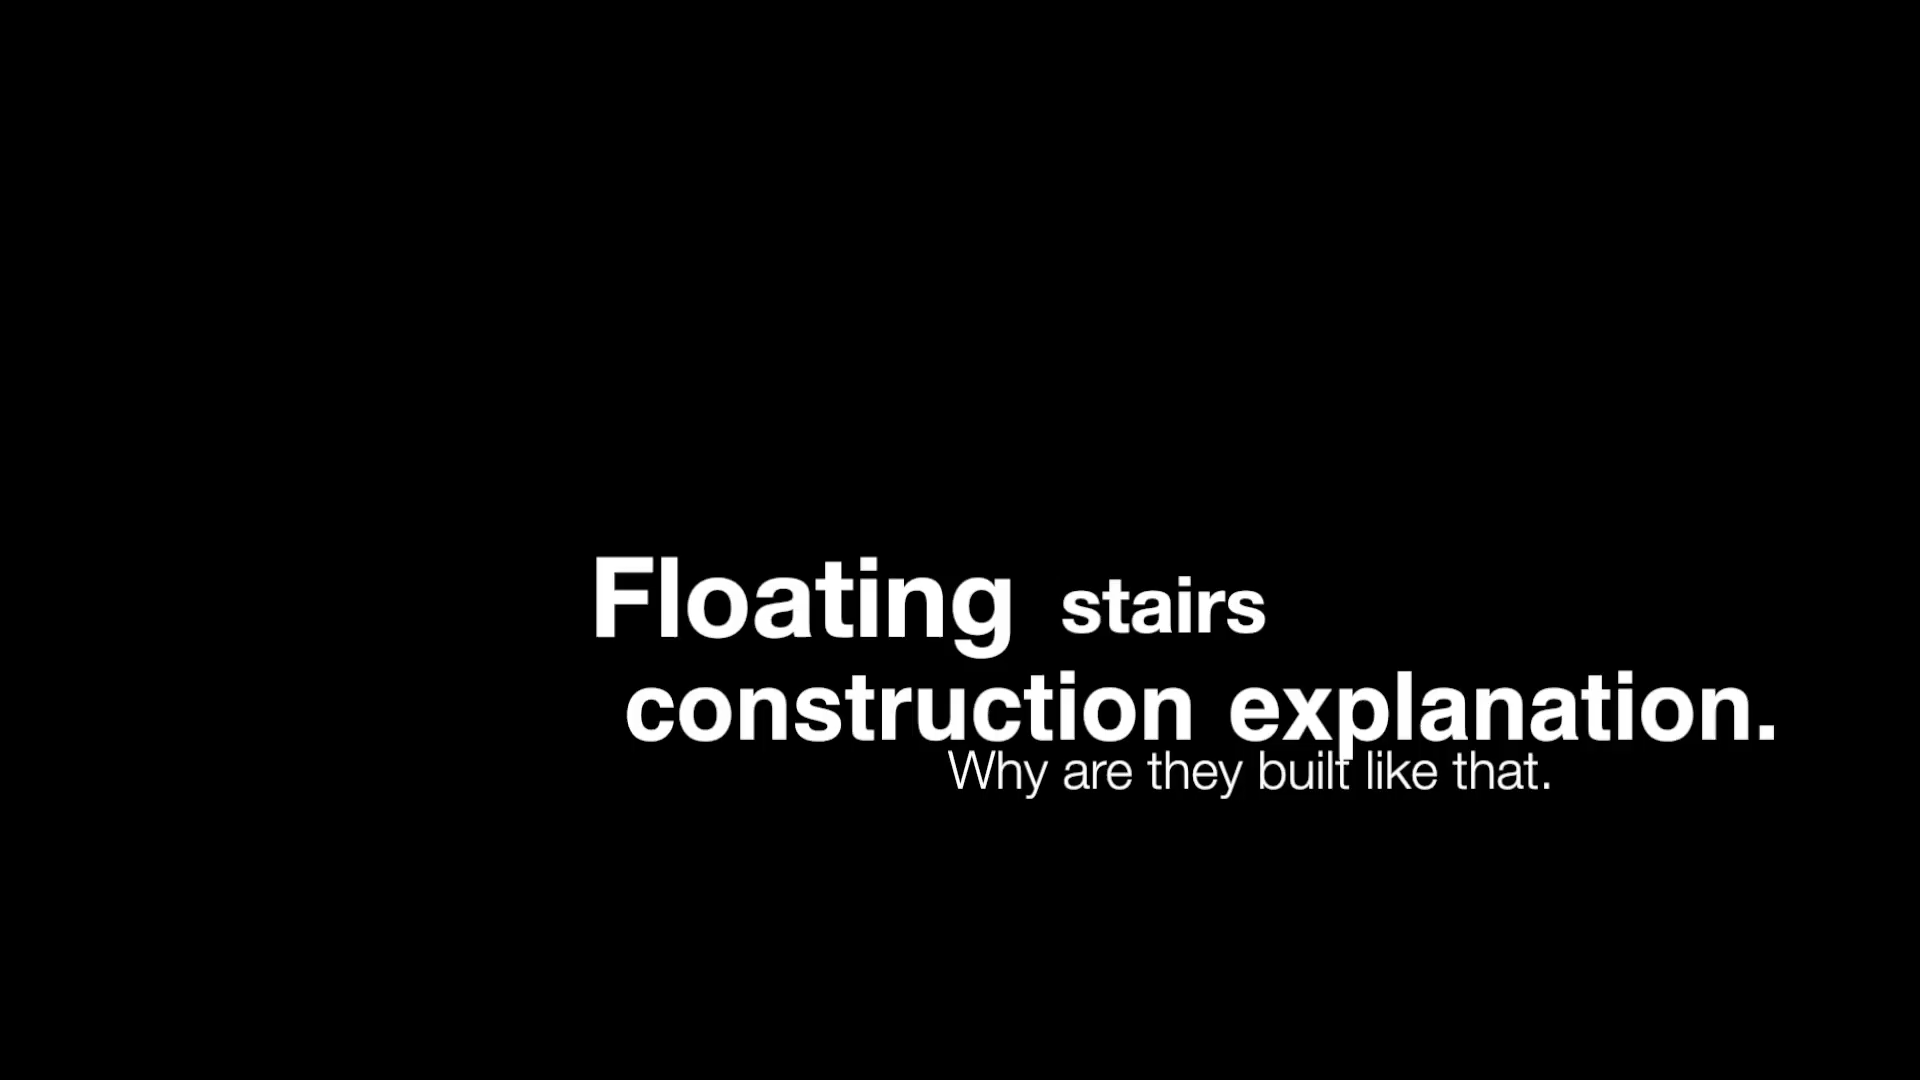 Floating stairs
construction explanation.
Why are they built like that.